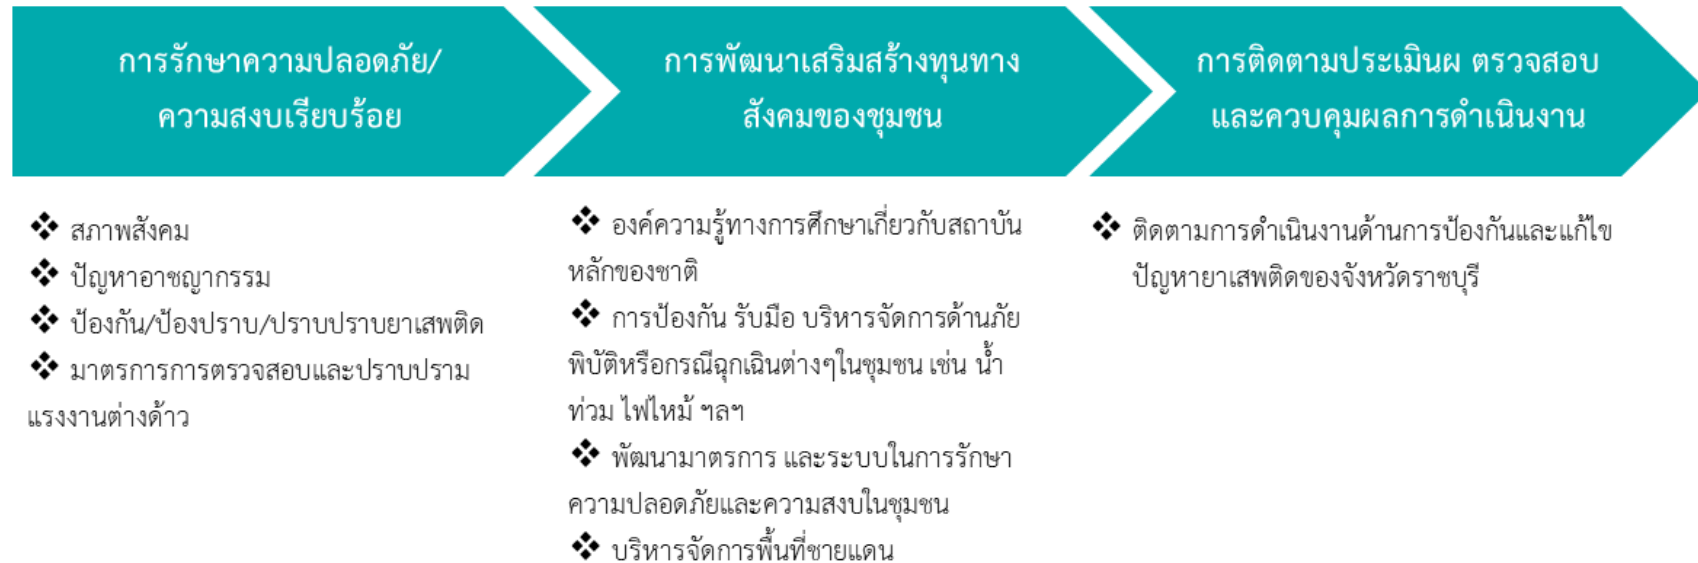 การรักษาความปลอดภัย/
ความสงบเรียบร้อย
การพัฒนาเสริมสร้างทุนทาง
สังคมของชุมชน
การติดตามประเมินผ ตรวจสอบ
และควบคุมผลการดำเนินงาน
❖ สภาพสังคม
❖ ปัญหาอาชญากรรม
❖ ป้องกัน/ป้องปราบ/ปราบปราบยาเสพติด
❖ มาตรการการตรวจสอบและปราบปราม
แรงงานต่างด้าว
❖ องค์ความรู้ทางการศึกษาเกี่ยวกับสถาบัน
หลักของชาติ
❖ การป้องกัน รับมือ บริหารจัดการด้านภัย
พิบัติหรือกรณีฉุกเฉินต่างๆในชุมชน เช่น น้ำ
ท่วม ไฟไหม้ ฯลฯ
❖ พัฒนามาตรการ และระบบในการรักษา
ความปลอดภัยและความสงบในชุมชน
❖ บริหารจัดการพื้นที่ชายแดน
❖ ติดตามการดำเนินงานด้านการป้องกันและแก้ไข
ปัญหายาเสพติดของจังหวัดราชบุรี